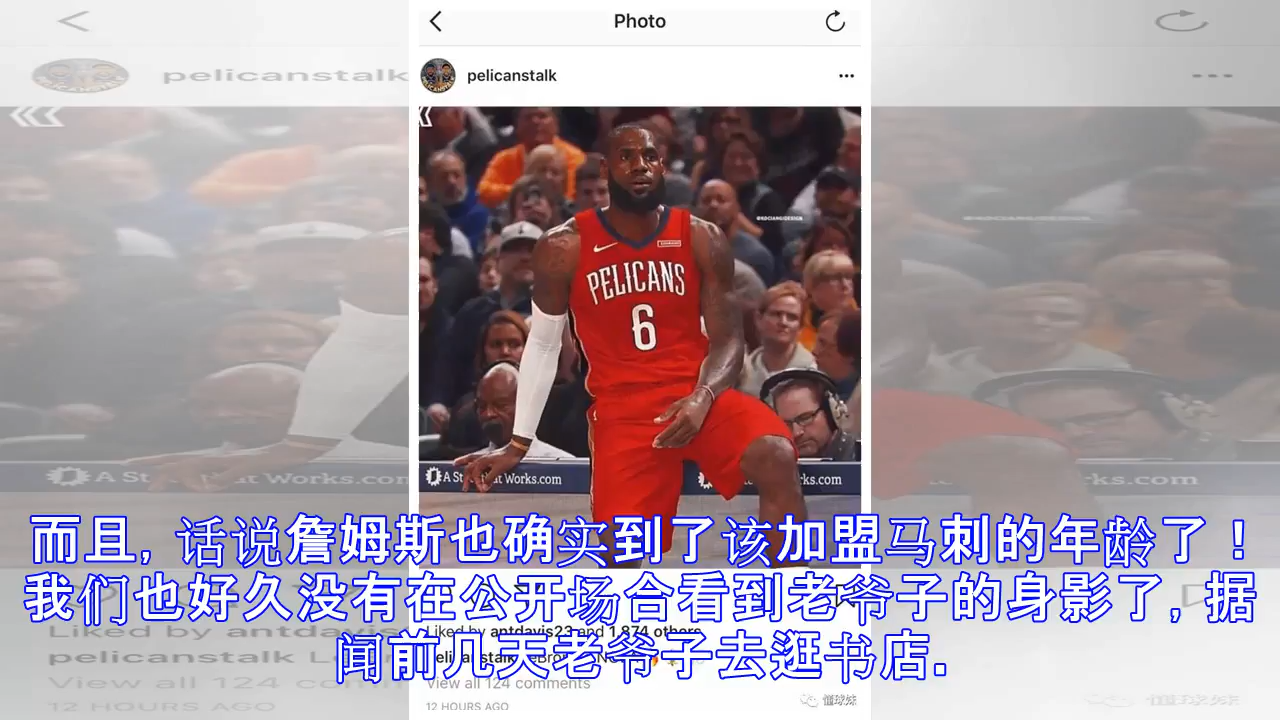 Photo
pelicanstalk
pelicanstalk
@KDCIANGIDESIGN
PELICANS
6
Works.com
而且, 话说詹姆斯也确实到了该加盟马刺的年龄了！
我们也好久没有在公开场合看到老爷子的身影了, 据
闻前几天老爷子去逛书店.
Liked by antdavis23 and 1,874 others
View all 124 comments
12 HOURS AGO
懂球妹